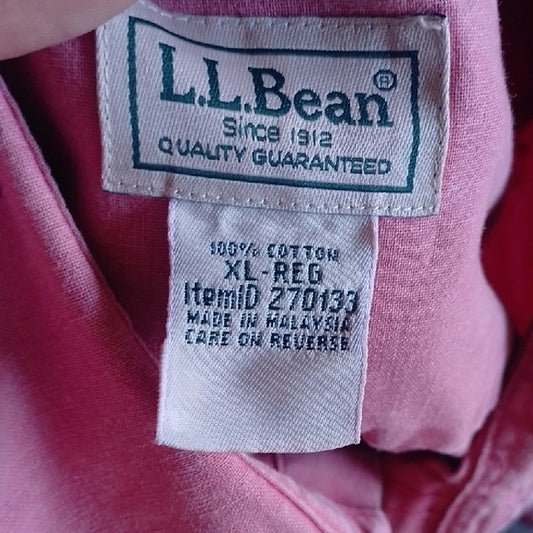 L.L.Bean®
Since 1912
QUALITY GUARANTEED
100% COTTON
XL-REG
ItemID 270133
MADE IN MALAYSIA
CARE ON REVERSE